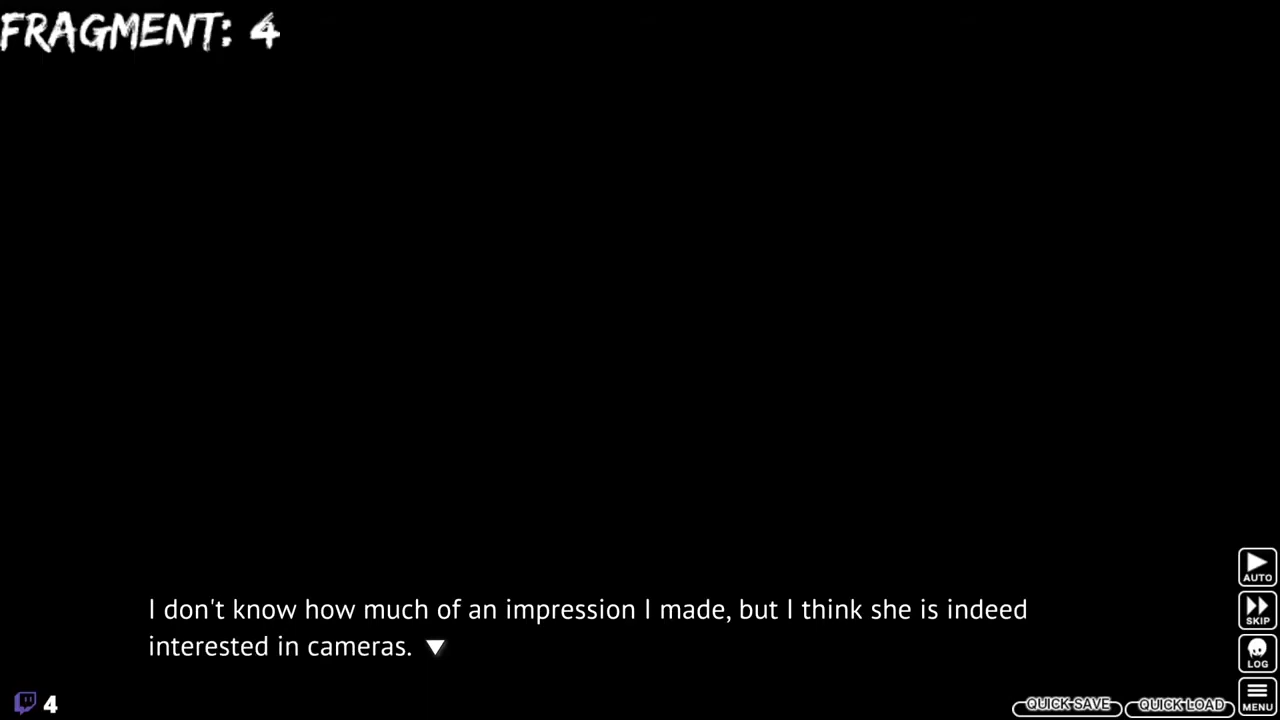 FRAGMENT: 4
I don't know how much of an impression I made, but I think she is indeed
interested in cameras.
AUTO
SKIP
LOG
MENU
4
QUICK SAVE
QUICK LOAD